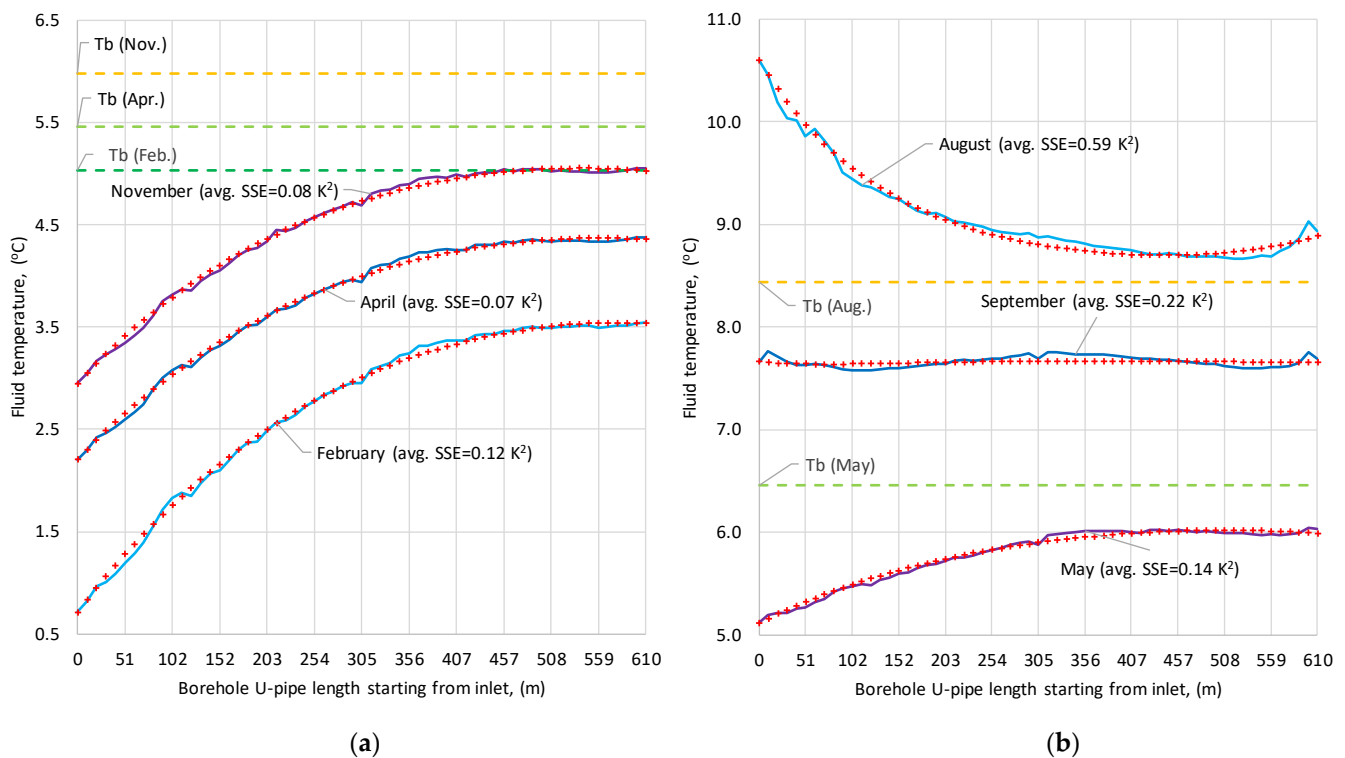 6.5
5.5
4.5
3.5
2.5
1.5
0.5
Fluid temperature, (°C)
Tb (Nov.)
Tb (Apr.)
Tb (Feb.)
November (avg. SSE=0.08 K²)
April (avg. SSE=0.07 K²)
February (avg. SSE=0.12 K²)
0 51 102 152 203 254 305 356 407 457 508 559 610
Borehole U-pipe length starting from inlet, (m)
(a)
11.0
10.0
9.0
8.0
7.0
6.0
5.0
Fluid temperature, (°C)
August (avg. SSE=0.59 K²)
Tb (Aug.)
September (avg. SSE=0.22 K²)
Tb (May)
May (avg. SSE=0.14 K²)
0 51 102 152 203 254 305 356 407 457 508 559 610
Borehole U-pipe length starting from inlet, (m)
(b)